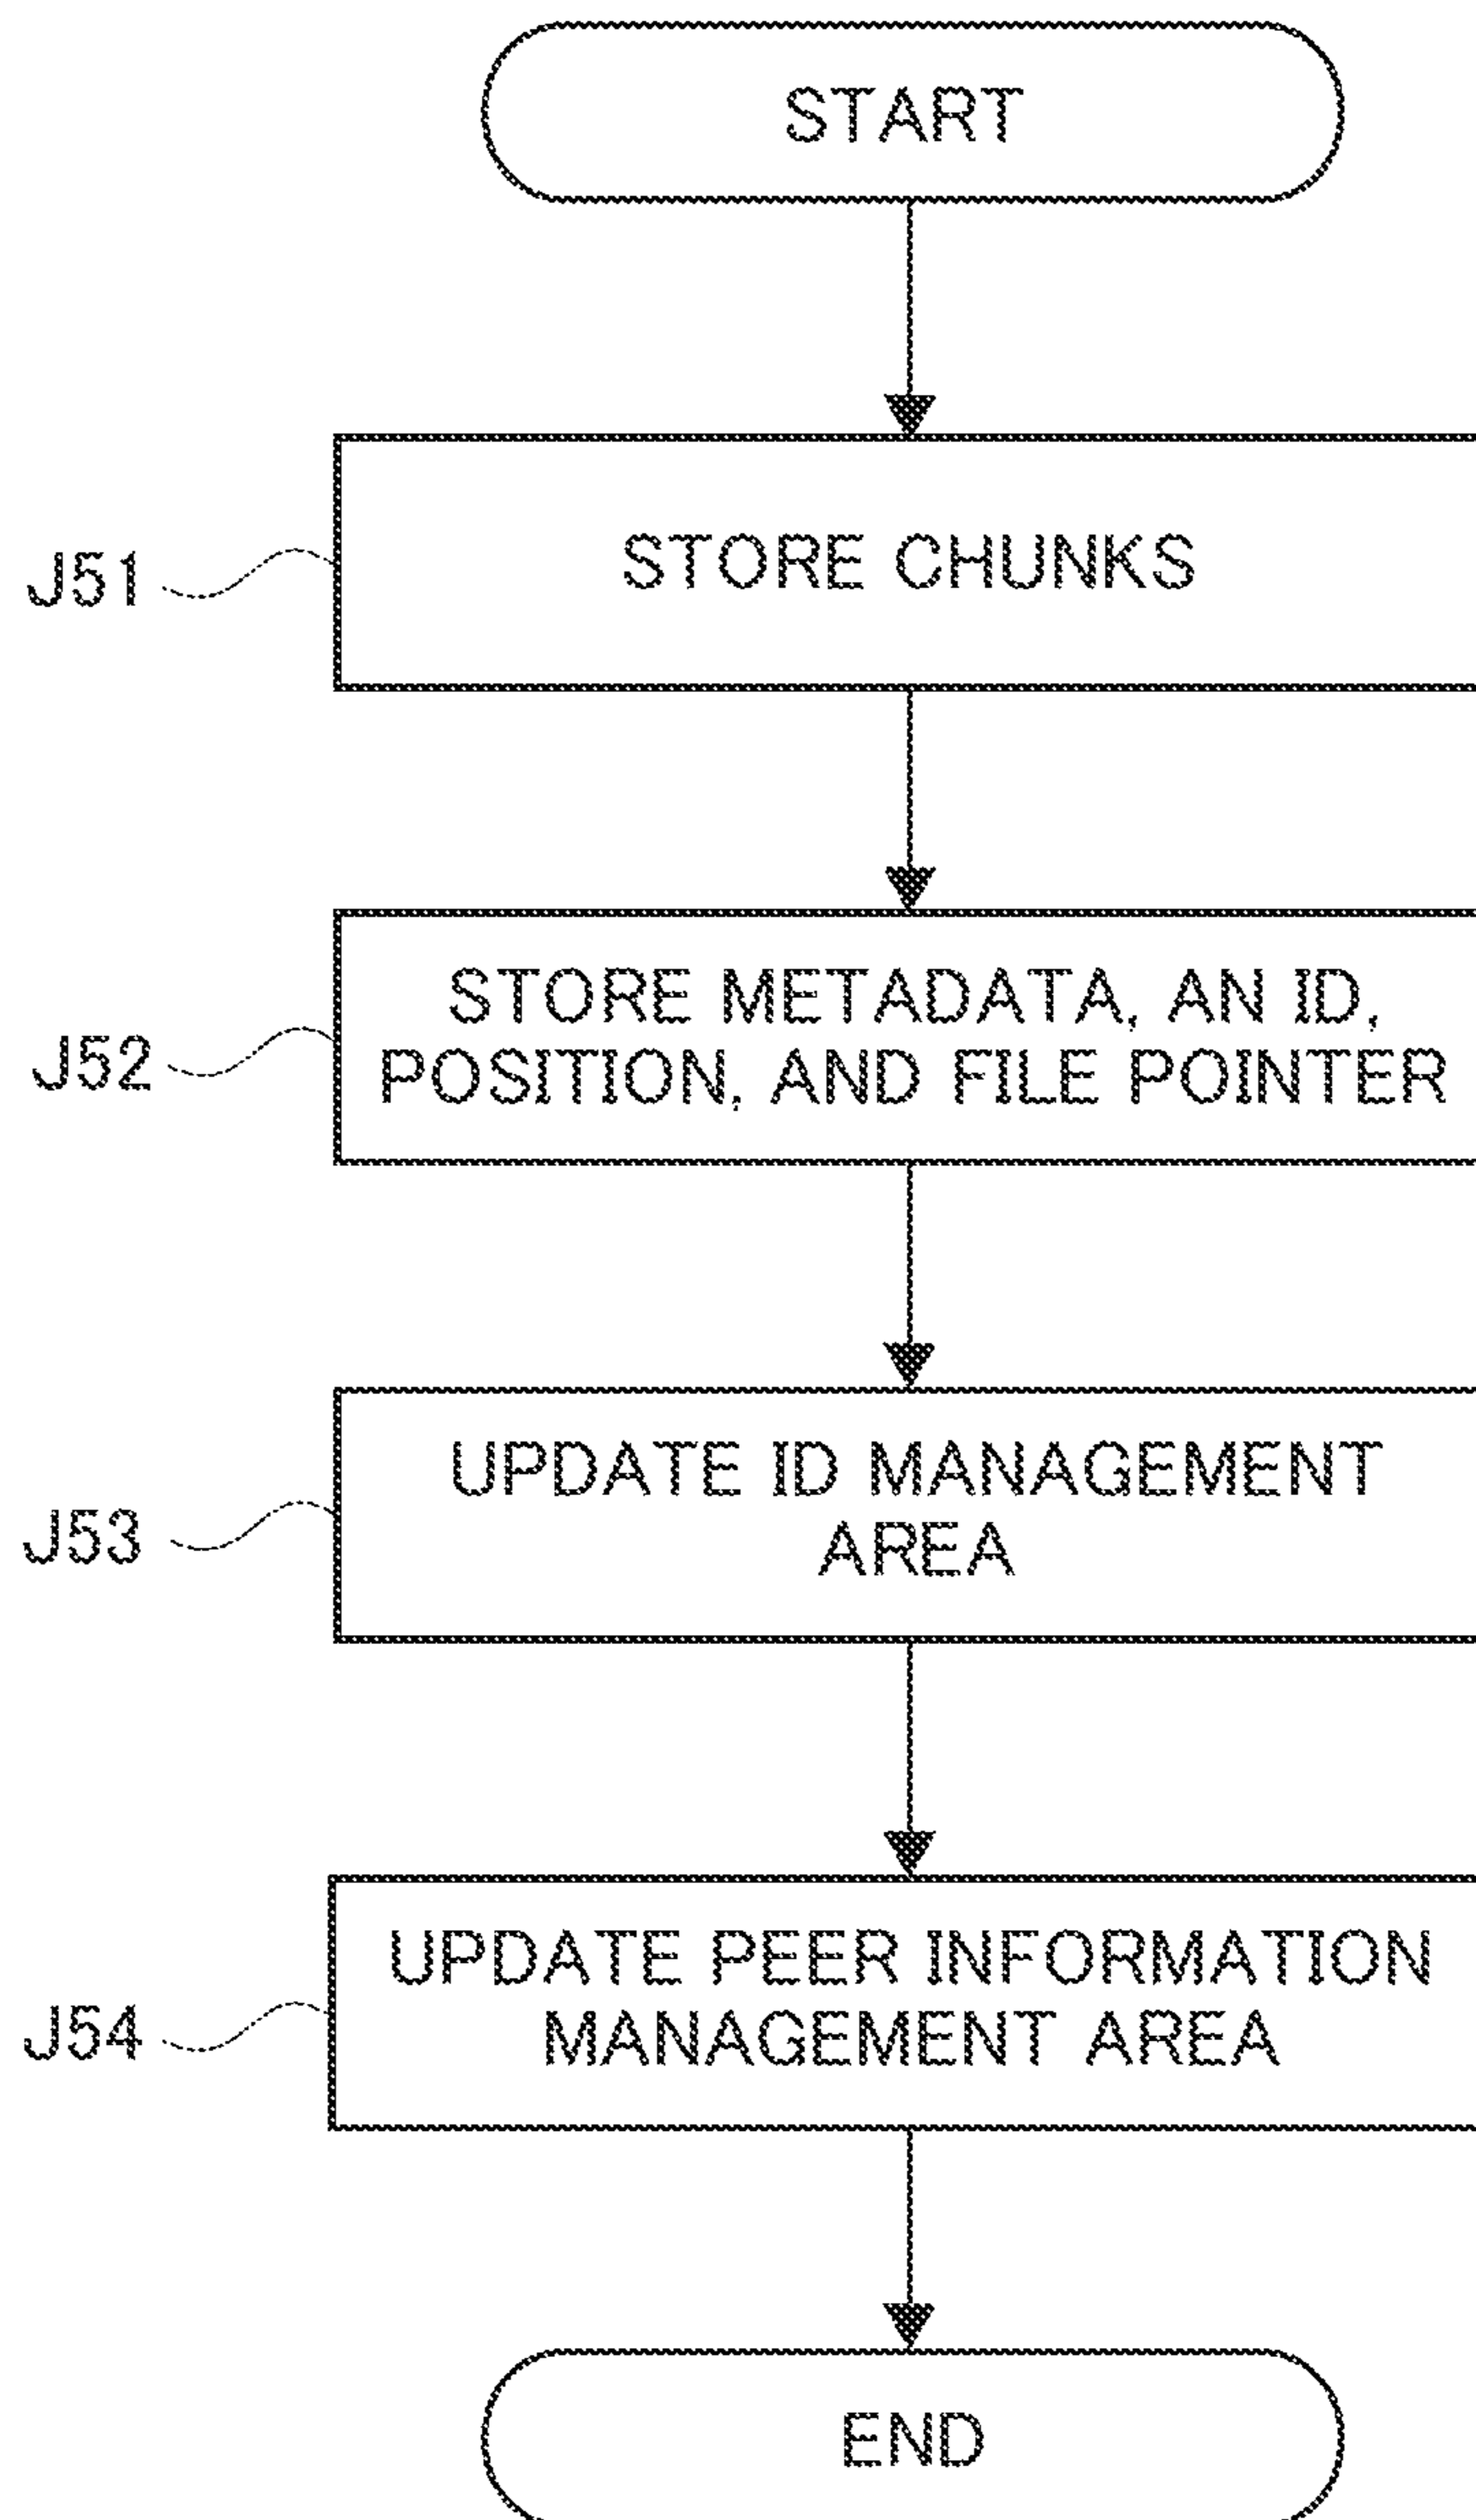 START
STORE CHUNKS
J51
STORE METADATA, AN ID,
POSITION, AND FILE POINTER
J52
UPDATE ID MANAGEMENT
AREA
J53
UPDATE PEER INFORMATION
MANAGEMENT AREA
J54
END